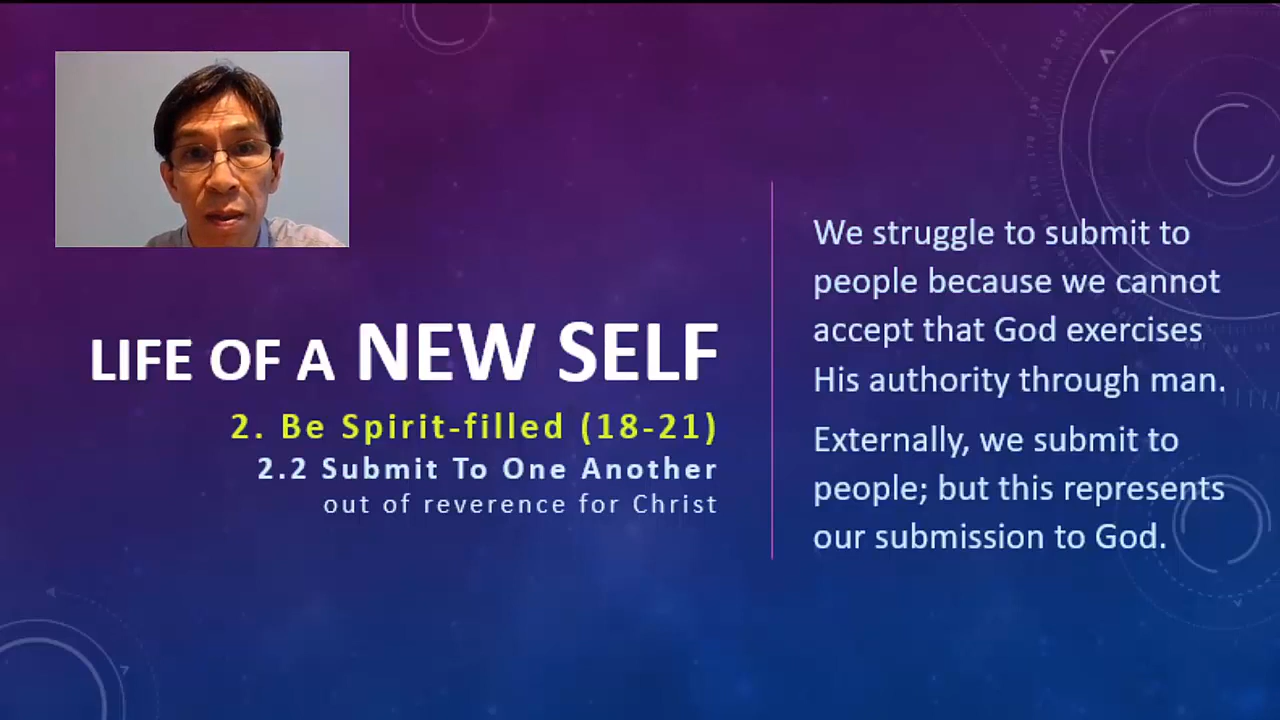 LIFE OF A NEW SELF
2. Be Spirit-filled (18-21)
2.2 Submit To One Another
out of reverence for Christ
We struggle to submit to
people because we cannot
accept that God exercises
His authority through man.
Externally, we submit to
people; but this represents
our submission to God.